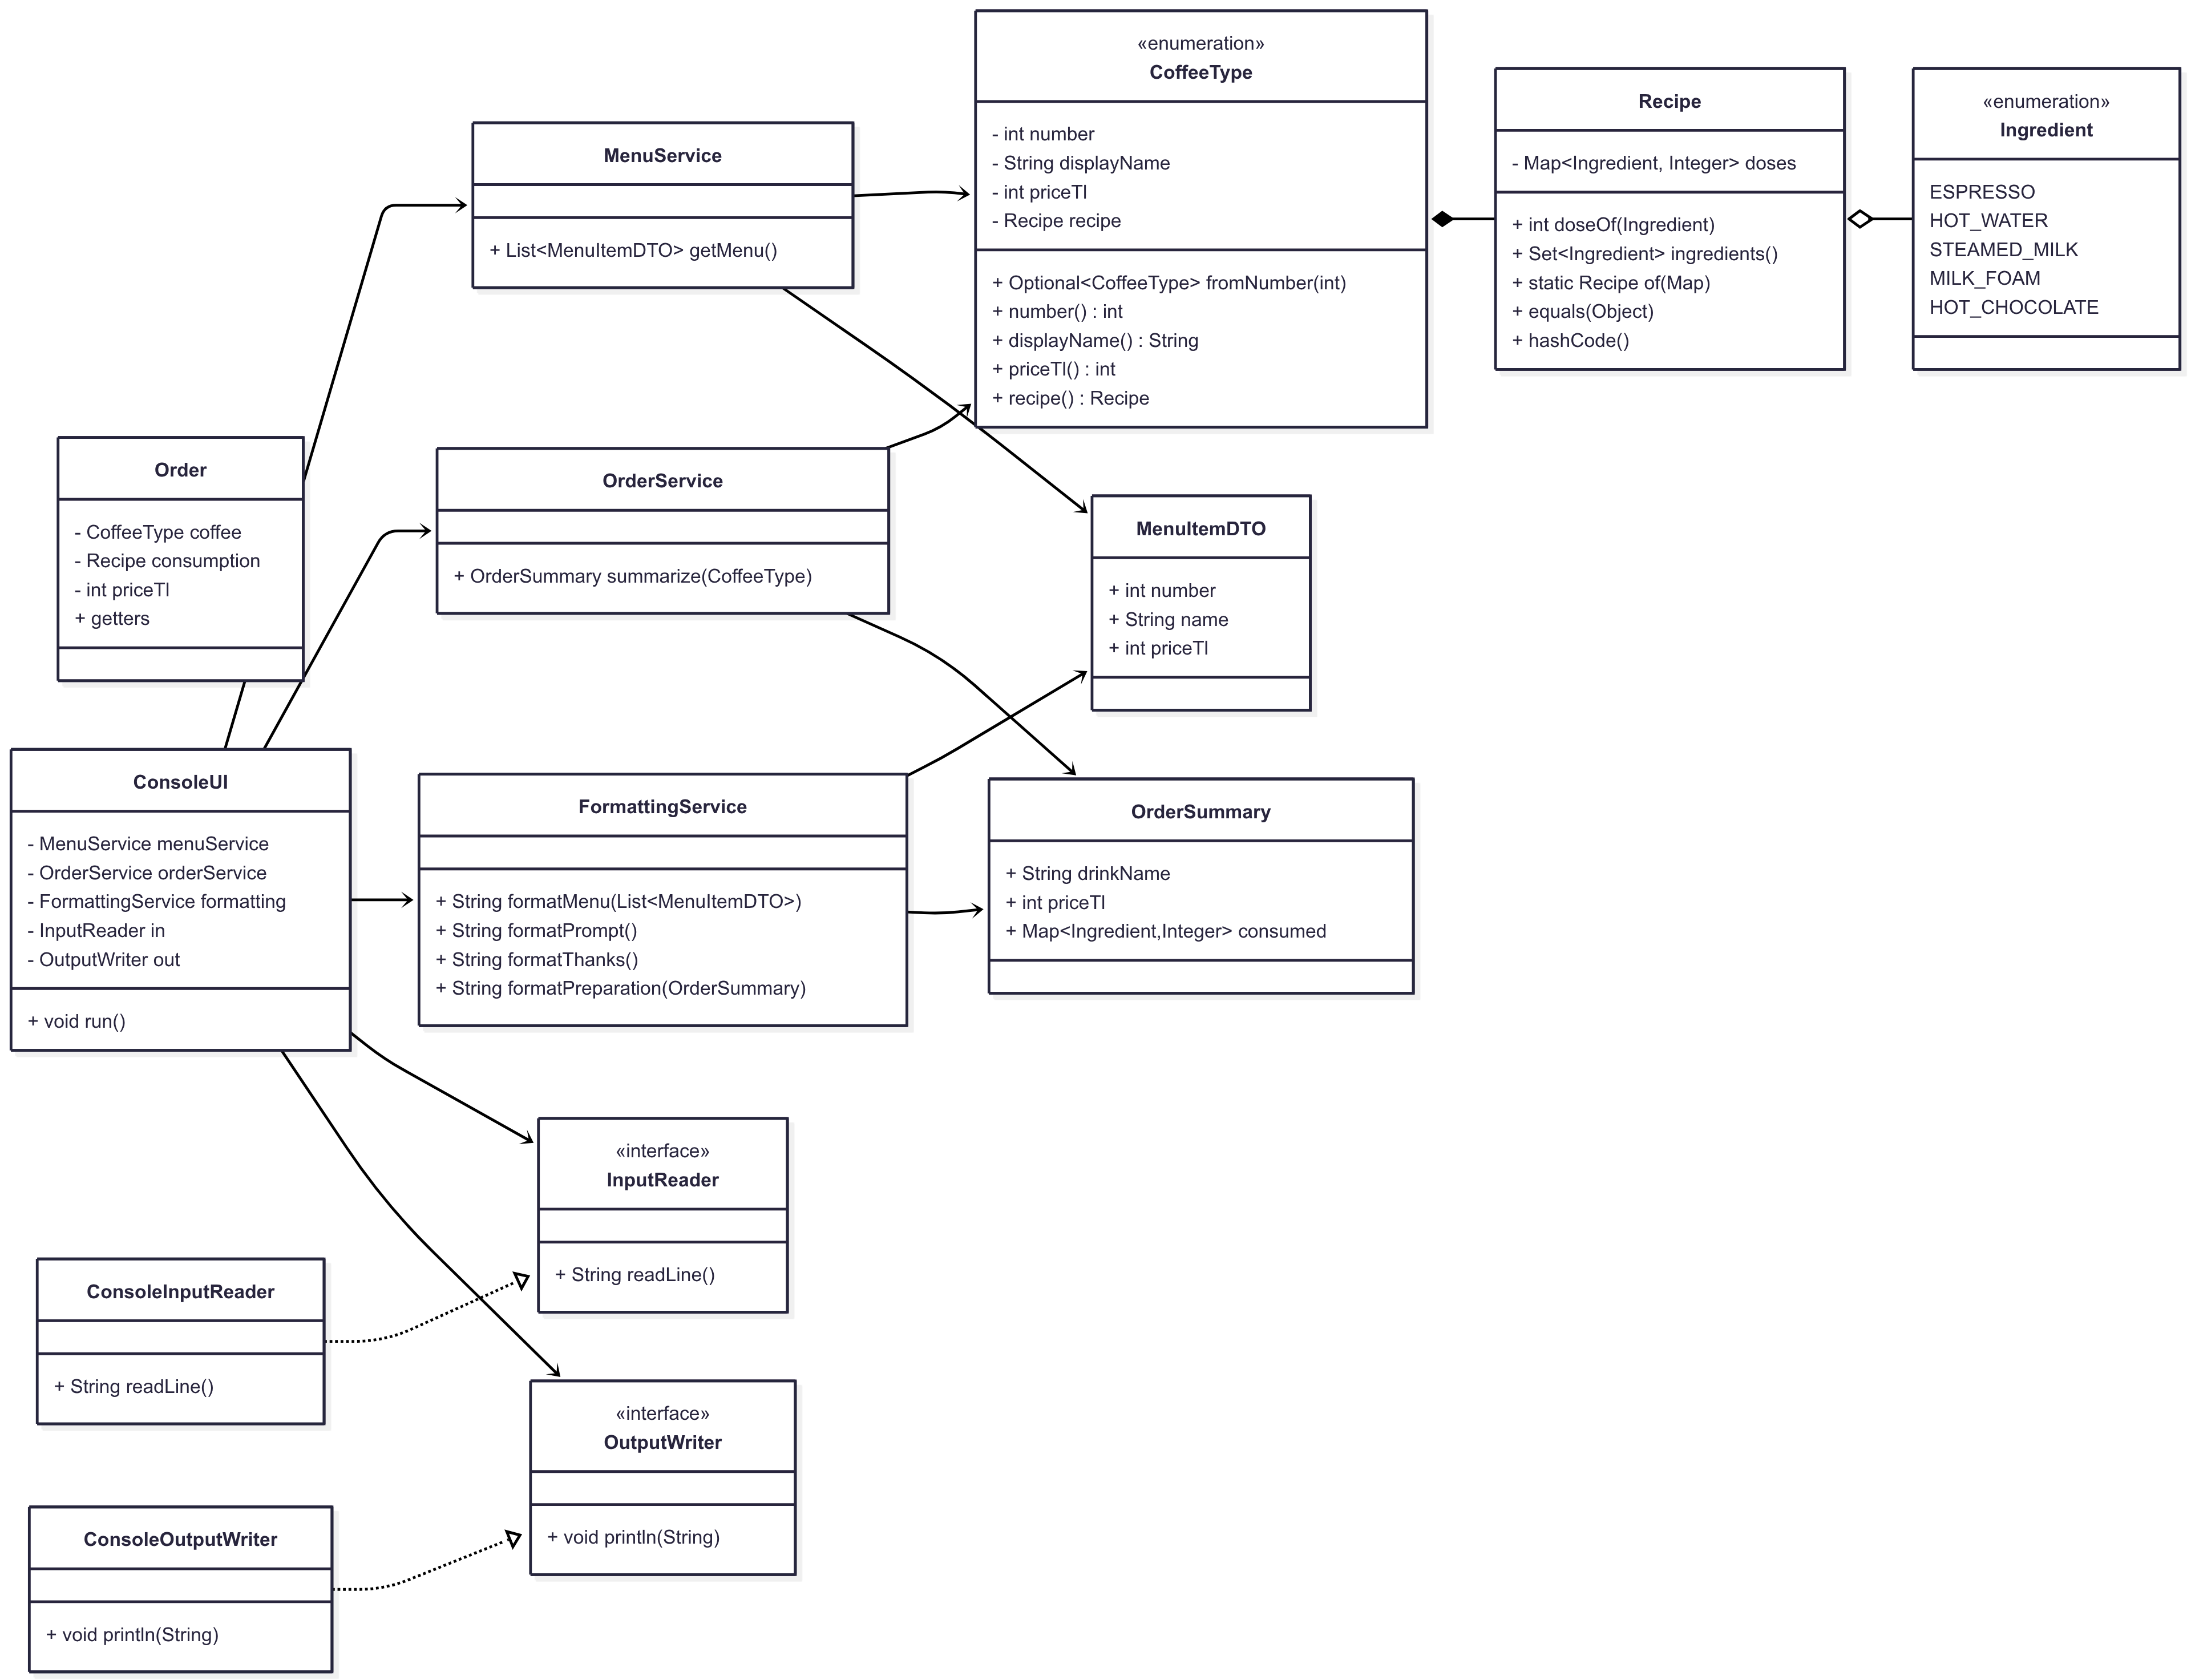 «enumeration»
CoffeeType
- int number
- String displayName
- int priceTl
- Recipe recipe
+ Optional<CoffeeType> fromNumber(int)
+ number() : int
+ displayName() : String
+ priceTl() : int
+ recipe() : Recipe
Recipe
- Map<Ingredient, Integer> doses
+ int doseOf(Ingredient)
+ Set<Ingredient> ingredients()
+ static Recipe of(Map)
+ equals(Object)
+ hashCode()
«enumeration»
Ingredient
ESPRESSO
HOT_WATER
STEAMED_MILK
MILK_FOAM
HOT_CHOCOLATE
MenuService
+ List<MenuItemDTO> getMenu()
Order
- CoffeeType coffee
- Recipe consumption
- int priceTl
+ getters
OrderService
+ OrderSummary summarize(CoffeeType)
MenuItemDTO
+ int number
+ String name
+ int priceTl
ConsoleUI
- MenuService menuService
- OrderService orderService
- FormattingService formatting
- InputReader in
- OutputWriter out
+ void run()
FormattingService
+ String formatMenu(List<MenuItemDTO>)
+ String formatPrompt()
+ String formatThanks()
+ String formatPreparation(OrderSummary)
OrderSummary
+ String drinkName
+ int priceTl
+ Map<Ingredient,Integer> consumed
«interface»
InputReader
+ String readLine()
ConsoleInputReader
+ String readLine()
«interface»
OutputWriter
+ void println(String)
ConsoleOutputWriter
+ void println(String)